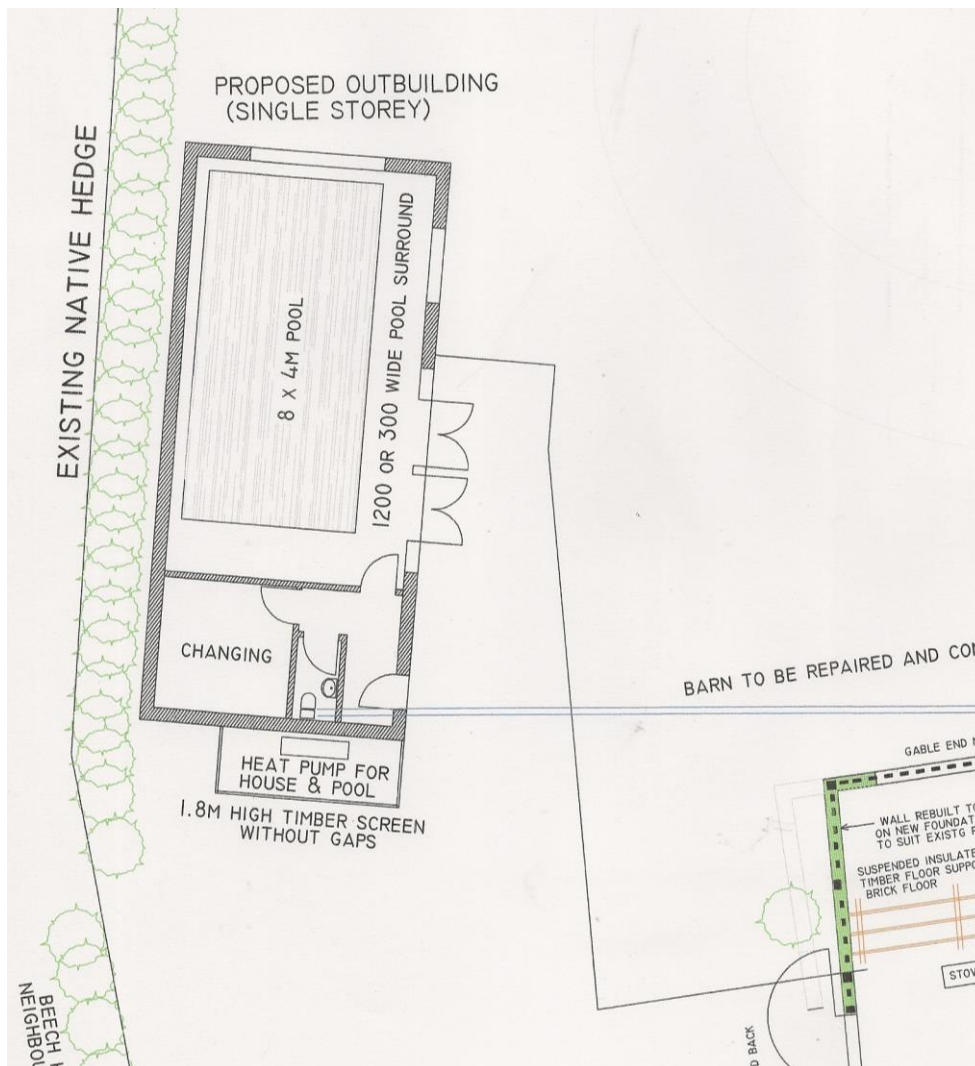 PROPOSED OUTBUILDING
(SINGLE STOREY)
EXISTING NATIVE HEDGE
8 X 4M POOL
1200 OR 300 WIDE POOL SURROUND
CHANGING
HEAT PUMP FOR
HOUSE & POOL
1.8M HIGH TIMBER SCREEN
WITHOUT GAPS
BARN TO BE REPAIRED AND CON
GABLE END
WALL REBUILT TO
ON NEW FOUNDAT
TO SUIT EXISTG
SUSPENDED INSULATE
TIMBER FLOOR SUPPO
BRICK FLOOR
STOV
D BACK
BEECH
NEIGHBOU